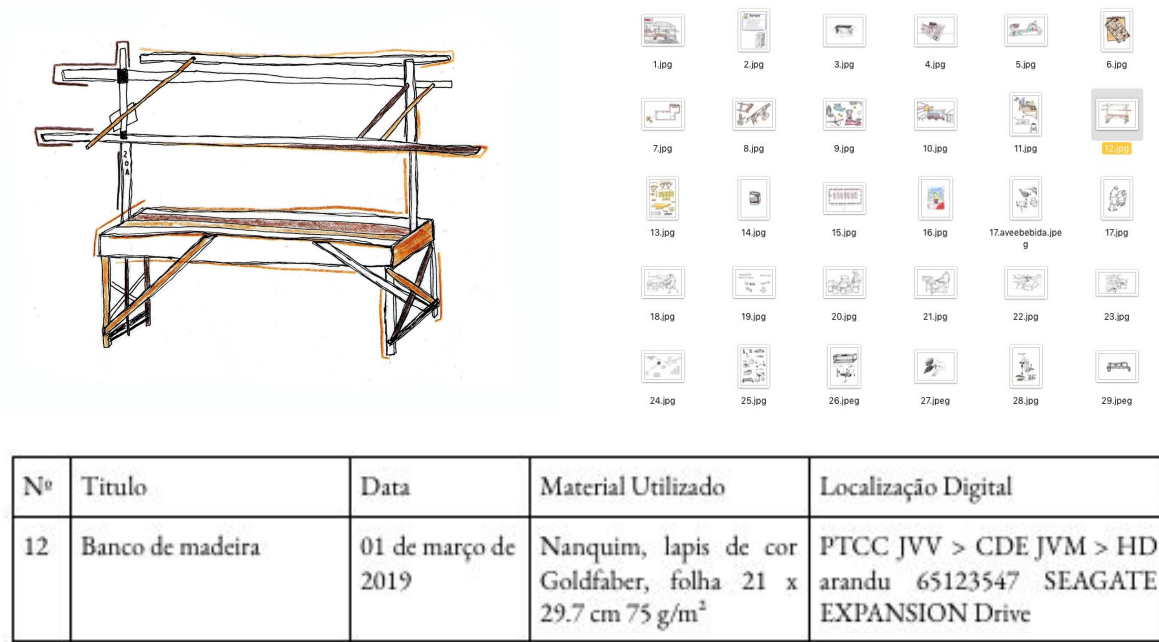 20A
1.jpg
2.jpg
3.jpg
4.jpg
5.jpg
6.jpg
7.jpg
8.jpg
9.jpg
10.jpg
11.jpg
12.jpg
13.jpg
14.jpg
15.jpg
16.jpg
17.aveebebida.jpe
g
17.jpg
18.jpg
19.jpg
20.jpg
21.jpg
22.jpg
23.jpg
24.jpg
25.jpg
26.jpeg
27.jpeg
28.jpg
29.jpeg
Nº Titulo Data Material Utilizado Localização Digital
12 Banco de madeira 01 de março de Nanquim, lapis de cor PTCC JVV > CDE JVM > HD
2019 Goldfaber, folha 21 x arandu 65123547 SEAGATE
29.7 cm 75 g/m² EXPANSION Drive